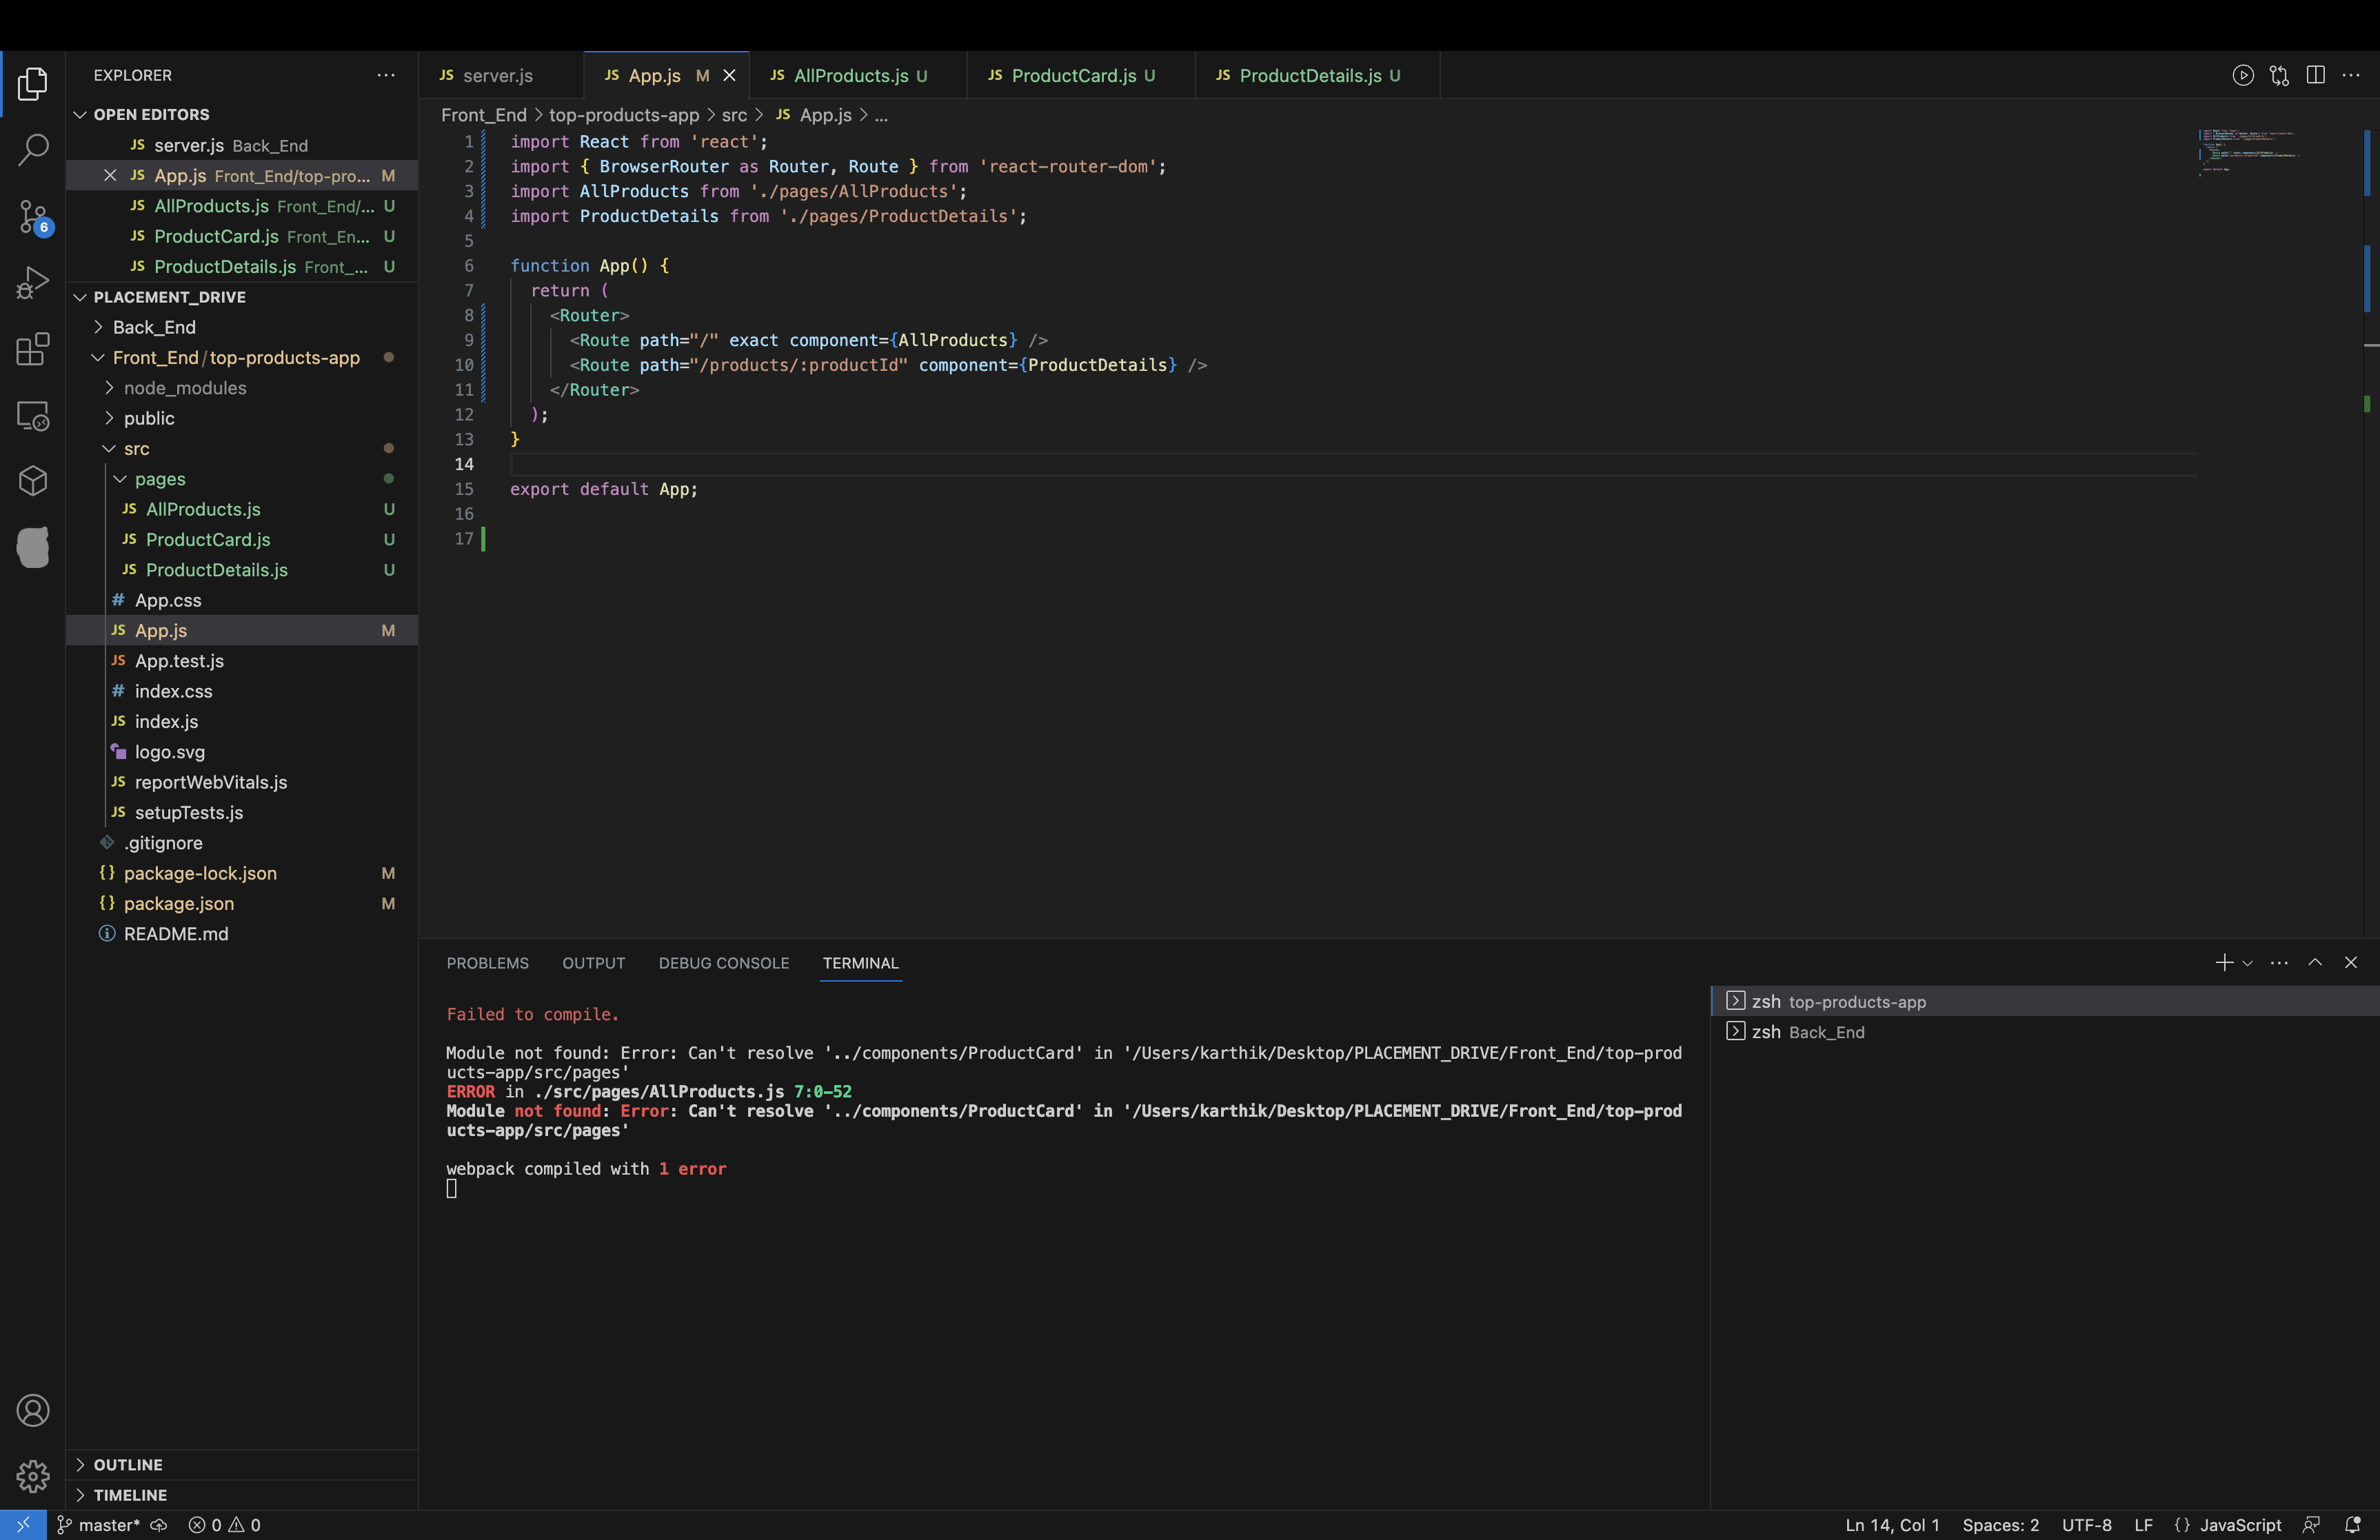 EXPLORER
OPEN EDITORS
JS server.js Back_End
JS App.js Front_End/top-pro... M
JS AllProducts.js Front_End/... U
JS ProductCard.js Front_En... U
JS ProductDetails.js Front_... U
PLACEMENT_DRIVE
Back_End
Front_End/top-products-app
node_modules
public
src
pages
JS AllProducts.js U
JS ProductCard.js U
JS ProductDetails.js U
# App.css
JS App.js M
JS App.test.js
# index.css
JS index.js
logo.svg
JS reportWebVitals.js
JS setupTests.js
.gitignore
{} package-lock.json M
{} package.json M
README.md
OUTLINE
TIMELINE
6
JS server.js JS App.js M JS AllProducts.js U JS ProductCard.js U JS ProductDetails.js U
Front_End > top-products-app > src > JS App.js > ...
1 import React from 'react';
2 import { BrowserRouter as Router, Route } from 'react-router-dom';
3 import AllProducts from './pages/AllProducts';
4 import ProductDetails from './pages/ProductDetails';
5
6 function App() {
7 return (
8 <Router>
9 <Route path="/" exact component={AllProducts} />
10 <Route path="/products/:productId" component={ProductDetails} />
11 </Router>
12 );
13 }
14
15 export default App;
16
17
PROBLEMS OUTPUT DEBUG CONSOLE TERMINAL
Failed to compile.
Module not found: Error: Can't resolve '../components/ProductCard' in '/Users/karthik/Desktop/PLACEMENT_DRIVE/Front_End/top-prod
ucts-app/src/pages'
ERROR in ./src/pages/AllProducts.js 7:0-52
Module not found: Error: Can't resolve '../components/ProductCard' in '/Users/karthik/Desktop/PLACEMENT_DRIVE/Front_End/top-prod
ucts-app/src/pages'
webpack compiled with 1 error
zsh top-products-app
zsh Back_End
master* 0 0 Ln 14, Col 1 Spaces: 2 UTF-8 LF {} JavaScript